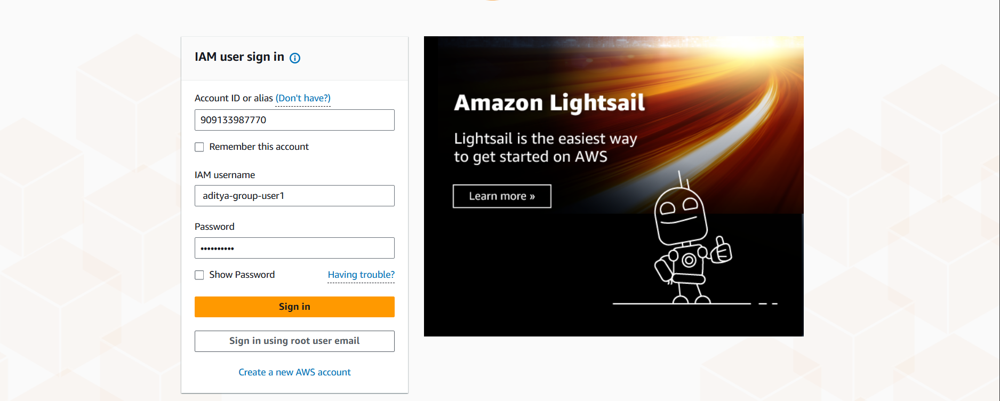 IAM user sign in
Account ID or alias (Don't have?)
909133987770
Remember this account
IAM username
aditya-group-user1
Password
••••••••••
Show Password
Having trouble?
Sign in
Sign in using root user email
Create a new AWS account
Amazon Lightsail
Lightsail is the easiest way
to get started on AWS
Learn more »